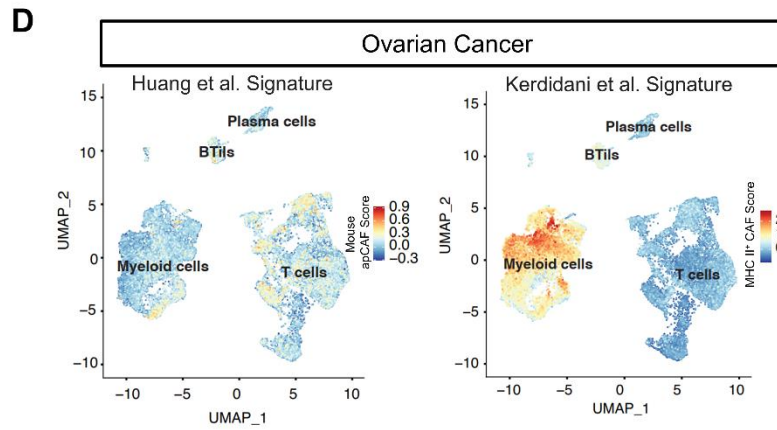 D
Ovarian Cancer
Huang et al. Signature
15
10
5
0
−5
−10
UMAP_2
Plasma cells
BTils
Myeloid cells
T cells
−10
−5
0
5
10
UMAP_1
Mouse
apCAF Score
0.9
0.6
0.3
0.0
−0.3
Kerdidani et al. Signature
15
10
5
0
−5
−10
UMAP_2
Plasma cells
BTils
Myeloid cells
T cells
−10
−5
0
5
10
UMAP_1
MHC II⁺ CAF Score